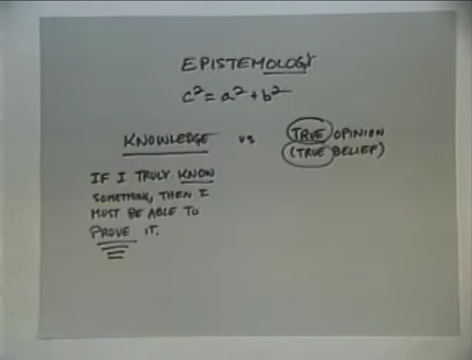 EPISTEMOLOGY
c² = a² + b²
KNOWLEDGE vs TRUE OPINION
(TRUE BELIEF)
IF I TRULY KNOW
SOMETHING, THEN I
MUST BE ABLE TO
PROVE IT.